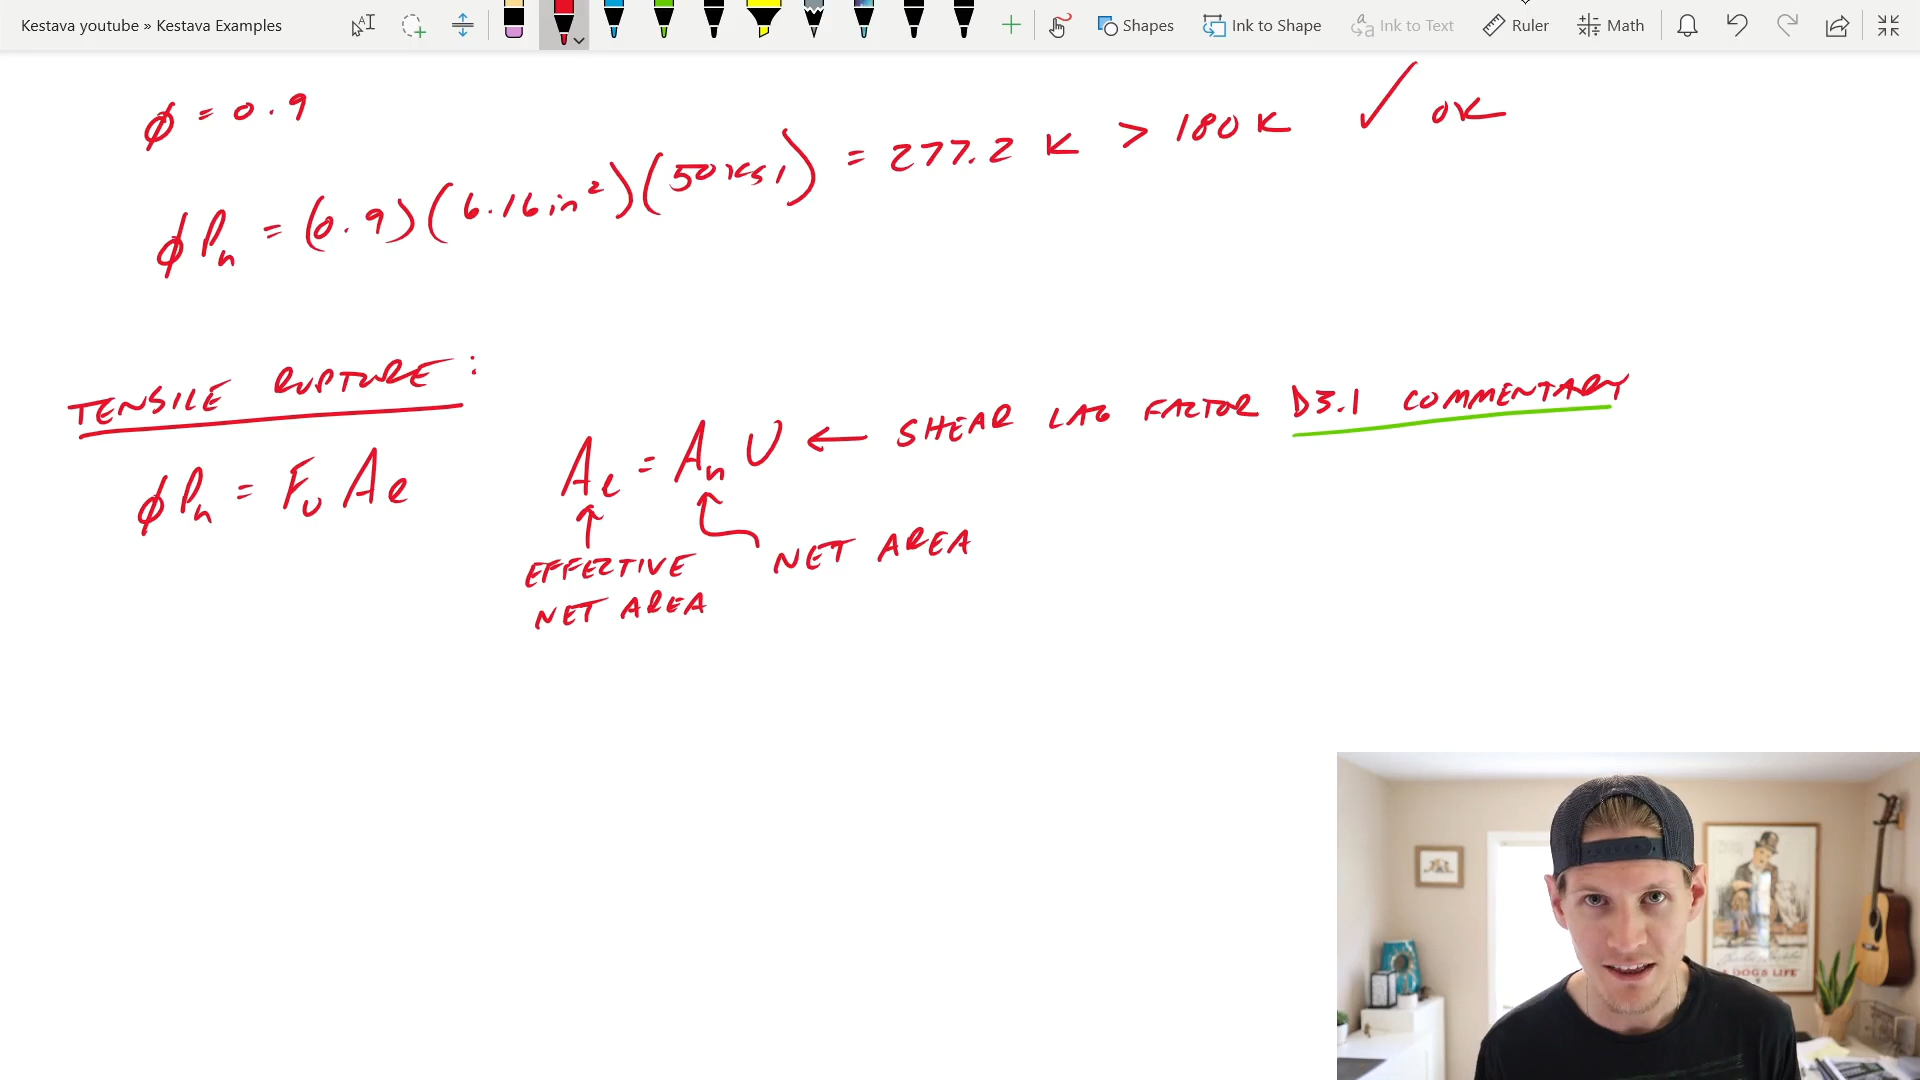 Kestava youtube » Kestava Examples
Shapes
Ink to Shape
Ink to Text
Ruler
Math
ϕ = 0.9
ϕPn = (0.9)(6.16in²)(50ksi) = 277.2 K > 180 K ✓ OK
TENSILE RUPTURE:
ϕPn = Fu Ae
Ae = An U ← SHEAR LAG FACTOR D3.1 COMMENTARY
EFFECTIVE
NET AREA
NET AREA
A DOGS LIFE